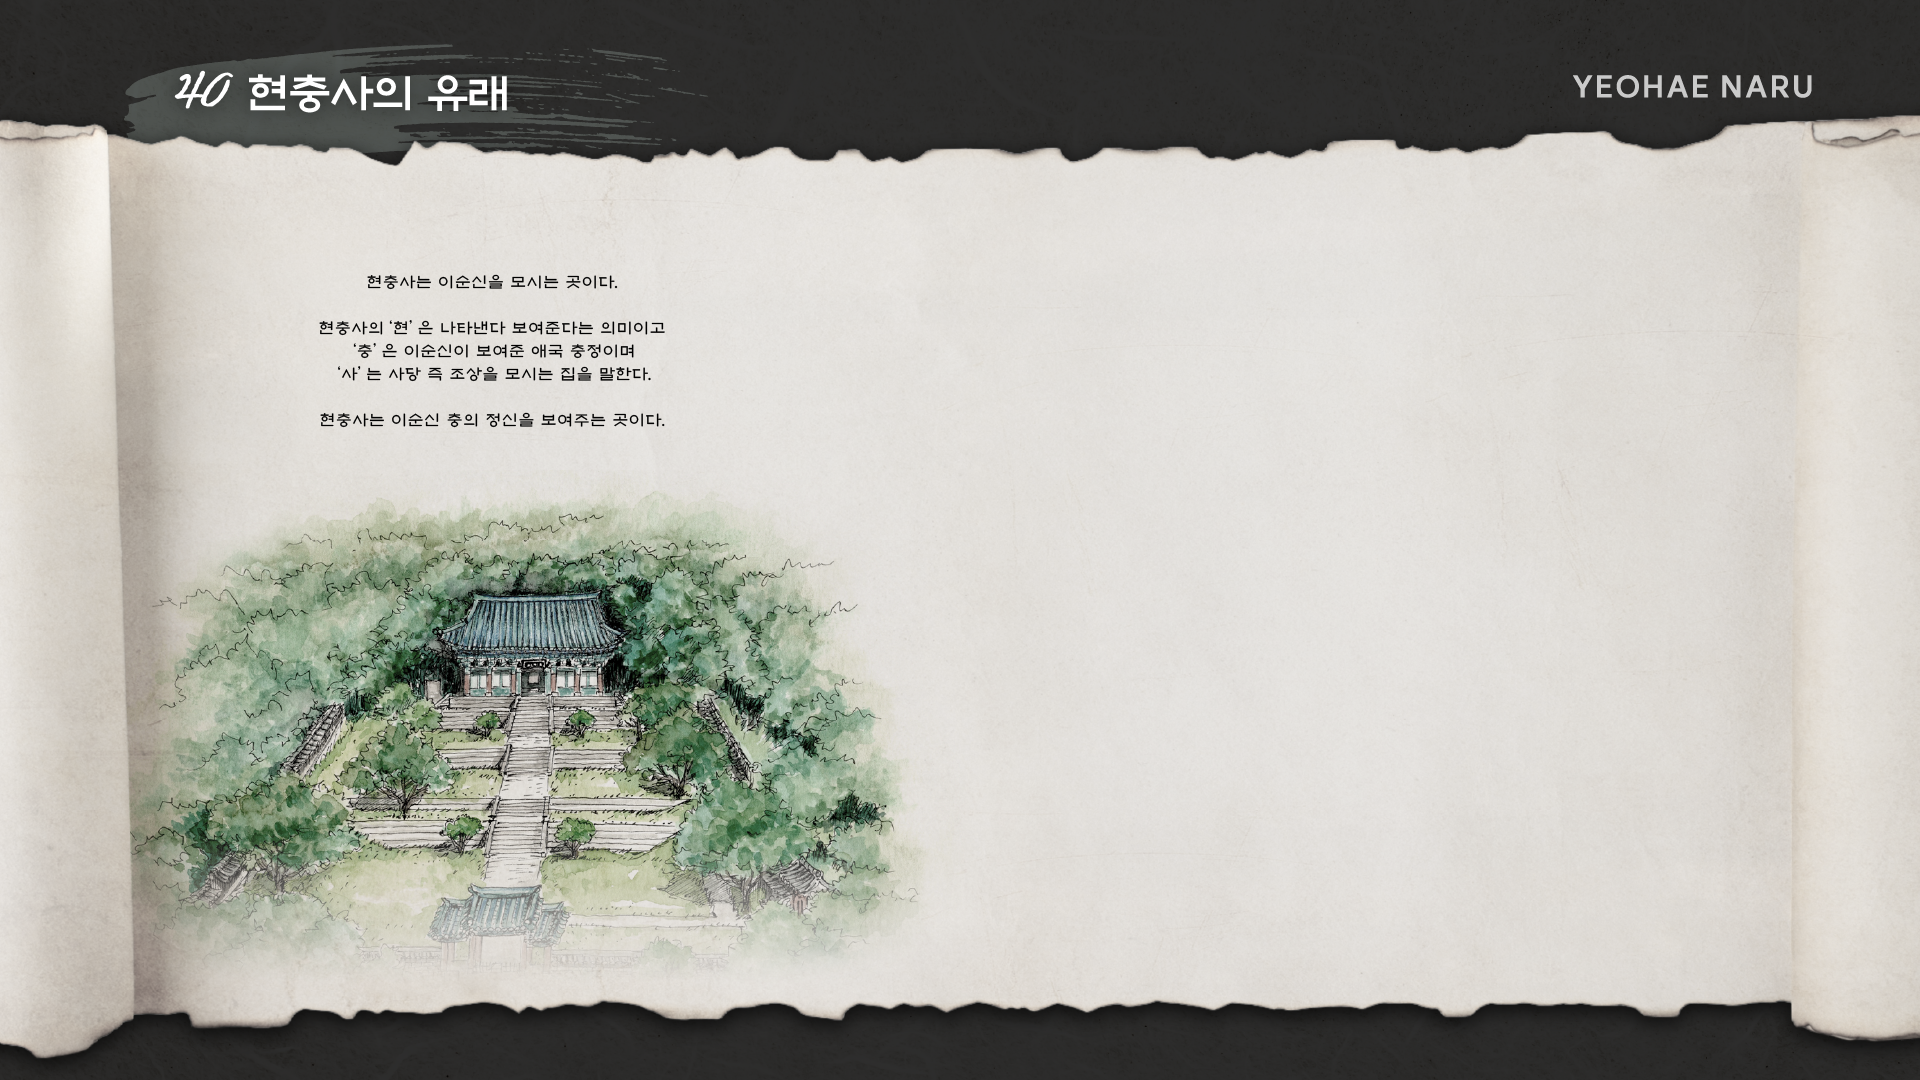 40 현충사의 유래
YEOHAE NARU
현충사는 이순신을 모시는 곳이다.
현충사의 ‘현’ 은 나타낸다 보여준다는 의미이고
‘충’ 은 이순신이 보여준 애국 충정이며
‘사’ 는 사당 즉 조상을 모시는 집을 말한다.
현충사는 이순신 충의 정신을 보여주는 곳이다.